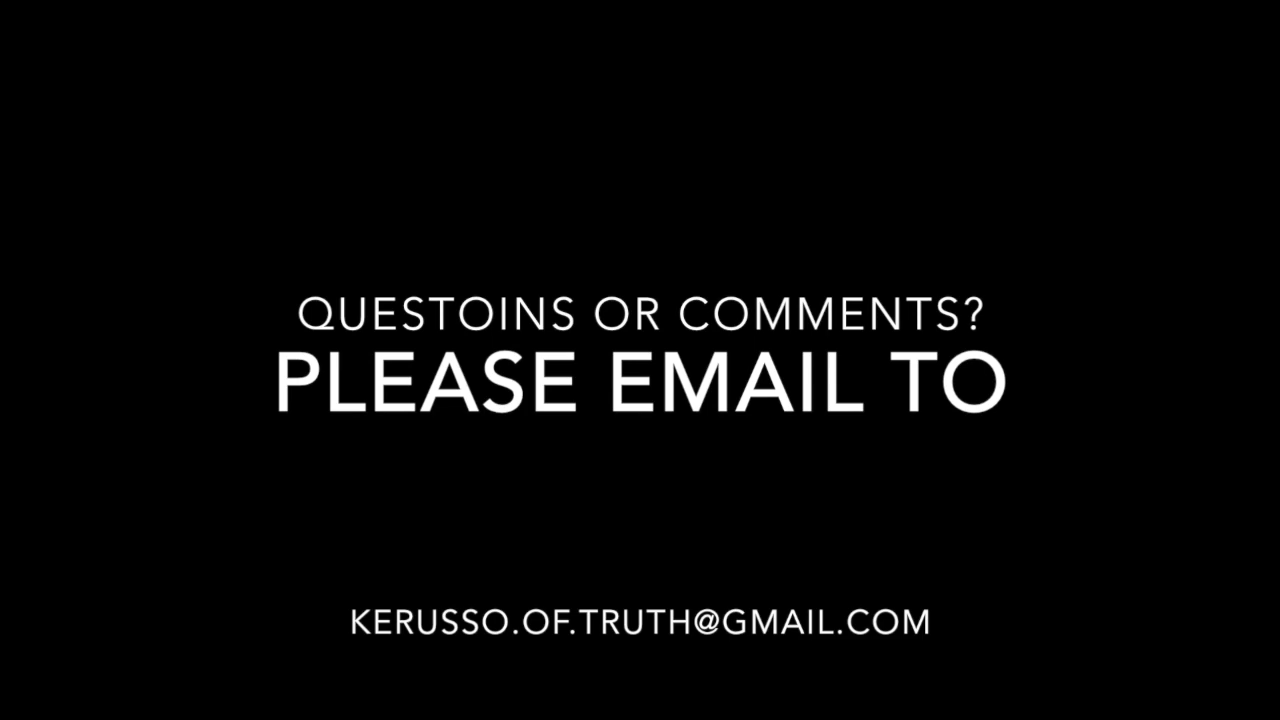 QUESTOINS OR COMMENTS?
PLEASE EMAIL TO
KERUSSO.OF.TRUTH@GMAIL.COM